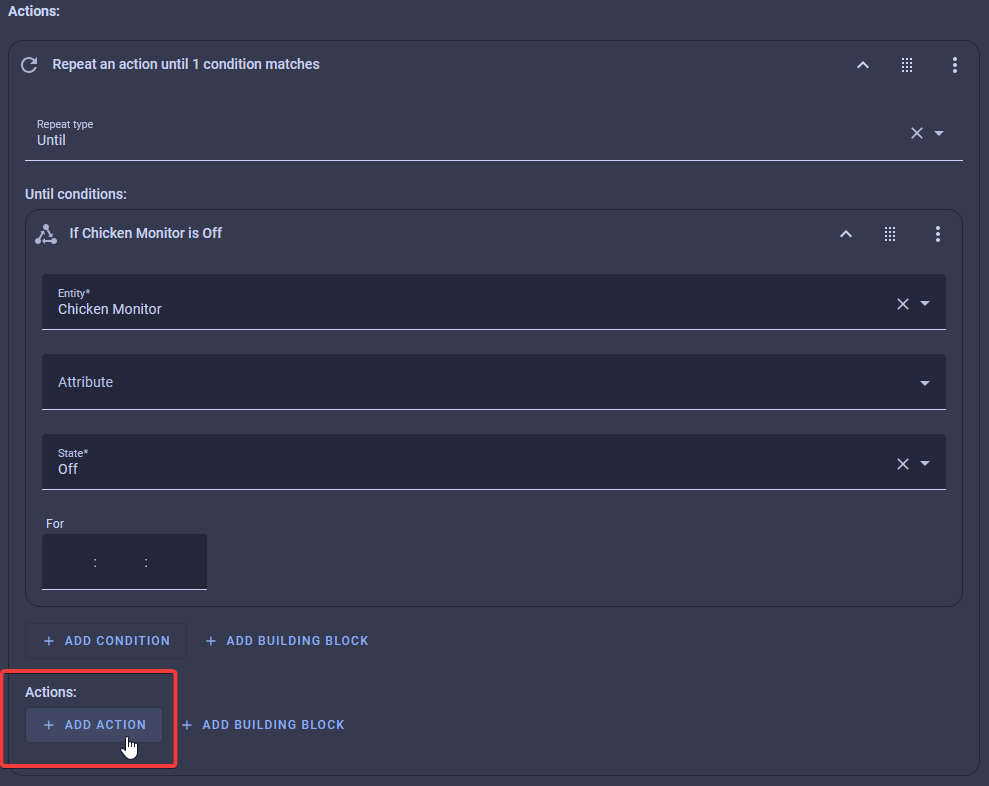 Actions:
Repeat an action until 1 condition matches
Repeat type
Until
Until conditions:
If Chicken Monitor is Off
Entity*
Chicken Monitor
Attribute
State*
Off
For
: :
+ ADD CONDITION + ADD BUILDING BLOCK
Actions:
+ ADD ACTION + ADD BUILDING BLOCK